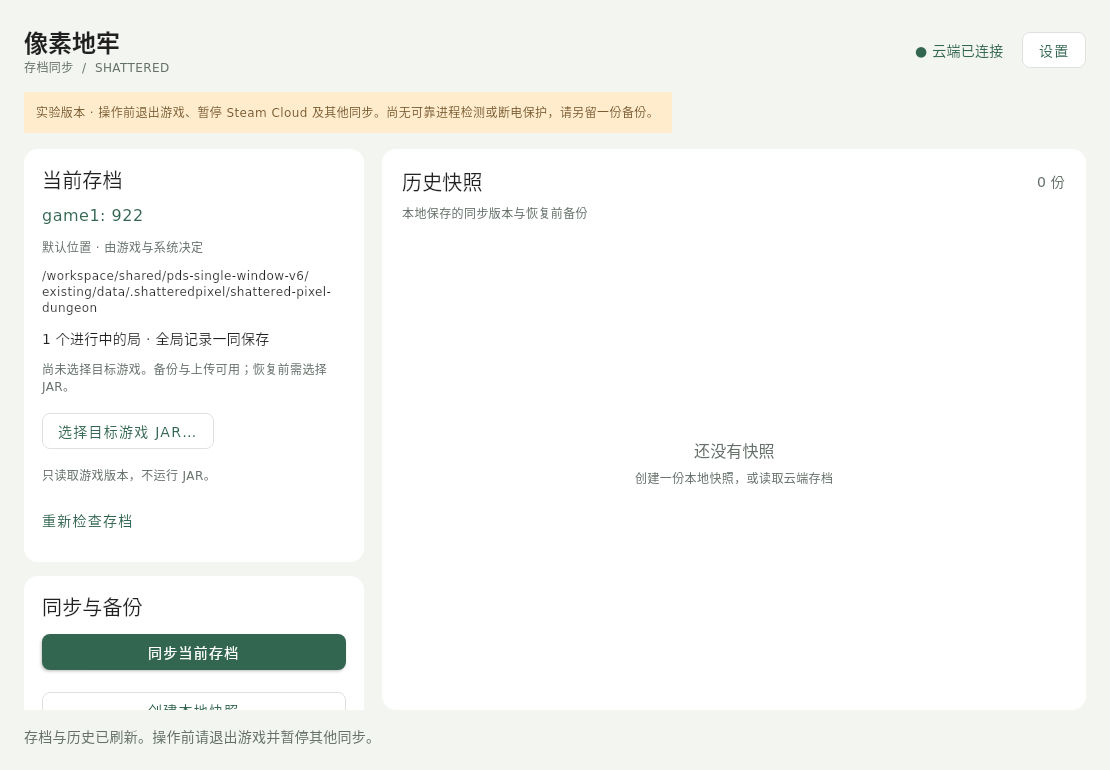 像素地牢
存档同步 / SHATTERED
● 云端已连接
设置
实验版本 · 操作前退出游戏、暂停 Steam Cloud 及其他同步。尚无可靠进程检测或断电保护，请另留一份备份。
当前存档
game1: 922
默认位置 · 由游戏与系统决定
/workspace/shared/pds-single-window-v6/
existing/data/.shatteredpixel/shattered-pixel-
dungeon
1 个进行中的局 · 全局记录一同保存
尚未选择目标游戏。备份与上传可用；恢复前需选择
JAR。
选择目标游戏 JAR…
只读取游戏版本，不运行 JAR。
重新检查存档
同步与备份
同步当前存档
创建本地快照
历史快照
0 份
本地保存的同步版本与恢复前备份
还没有快照
创建一份本地快照，或读取云端存档
存档与历史已刷新。操作前请退出游戏并暂停其他同步。